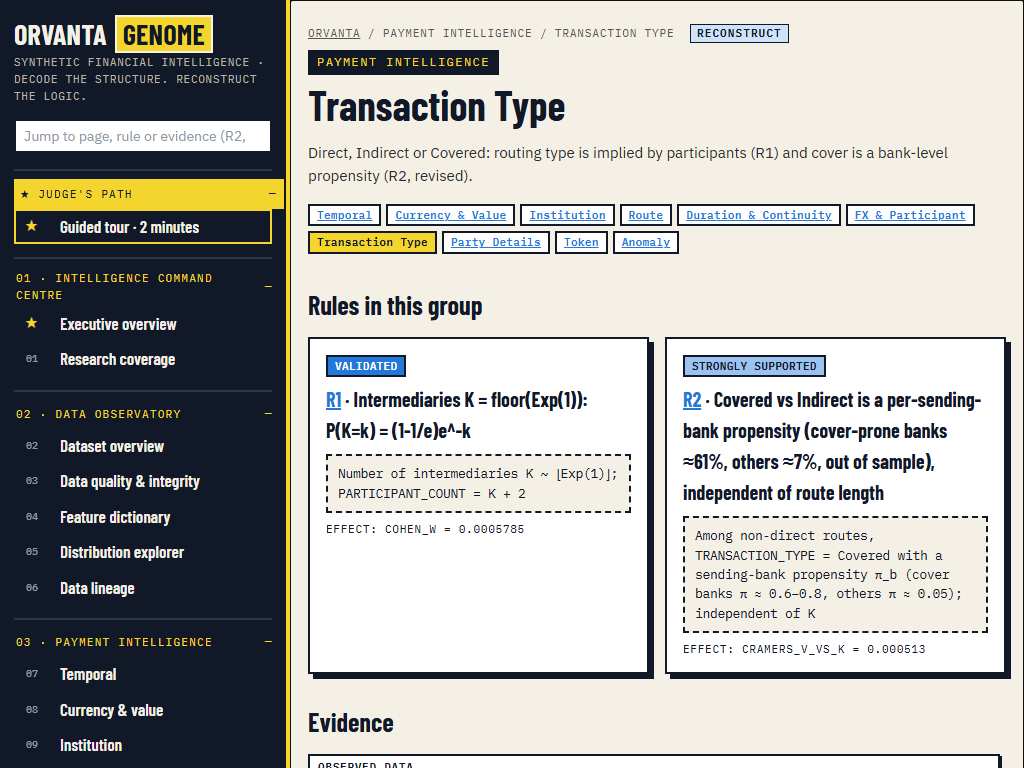 ORVANTA GENOME
SYNTHETIC FINANCIAL INTELLIGENCE ·
DECODE THE STRUCTURE. RECONSTRUCT
THE LOGIC.
Jump to page, rule or evidence (R2,
★ JUDGE'S PATH −
★ Guided tour · 2 minutes
01 · INTELLIGENCE COMMAND
CENTRE −
★ Executive overview
01 Research coverage
02 · DATA OBSERVATORY −
02 Dataset overview
03 Data quality & integrity
04 Feature dictionary
05 Distribution explorer
06 Data lineage
03 · PAYMENT INTELLIGENCE −
07 Temporal
08 Currency & value
09 Institution
ORVANTA / PAYMENT INTELLIGENCE / TRANSACTION TYPE RECONSTRUCT
PAYMENT INTELLIGENCE
Transaction Type
Direct, Indirect or Covered: routing type is implied by participants (R1) and cover is a bank-level
propensity (R2, revised).
Temporal Currency & Value Institution Route Duration & Continuity FX & Participant
Transaction Type Party Details Token Anomaly
Rules in this group
VALIDATED
R1 · Intermediaries K = floor(Exp(1)):
P(K=k) = (1-1/e)e^-k
Number of intermediaries K ~ ⌊Exp(1)⌋;
PARTICIPANT_COUNT = K + 2
EFFECT: COHEN_W = 0.0005785
STRONGLY SUPPORTED
R2 · Covered vs Indirect is a per-sending-
bank propensity (cover-prone banks
≈61%, others ≈7%, out of sample),
independent of route length
Among non-direct routes,
TRANSACTION_TYPE = Covered with a
sending-bank propensity π_b (cover
banks π ≈ 0.6–0.8, others π ≈ 0.05);
independent of K
EFFECT: CRAMERS_V_VS_K = 0.000513
Evidence
OBSERVED DATA